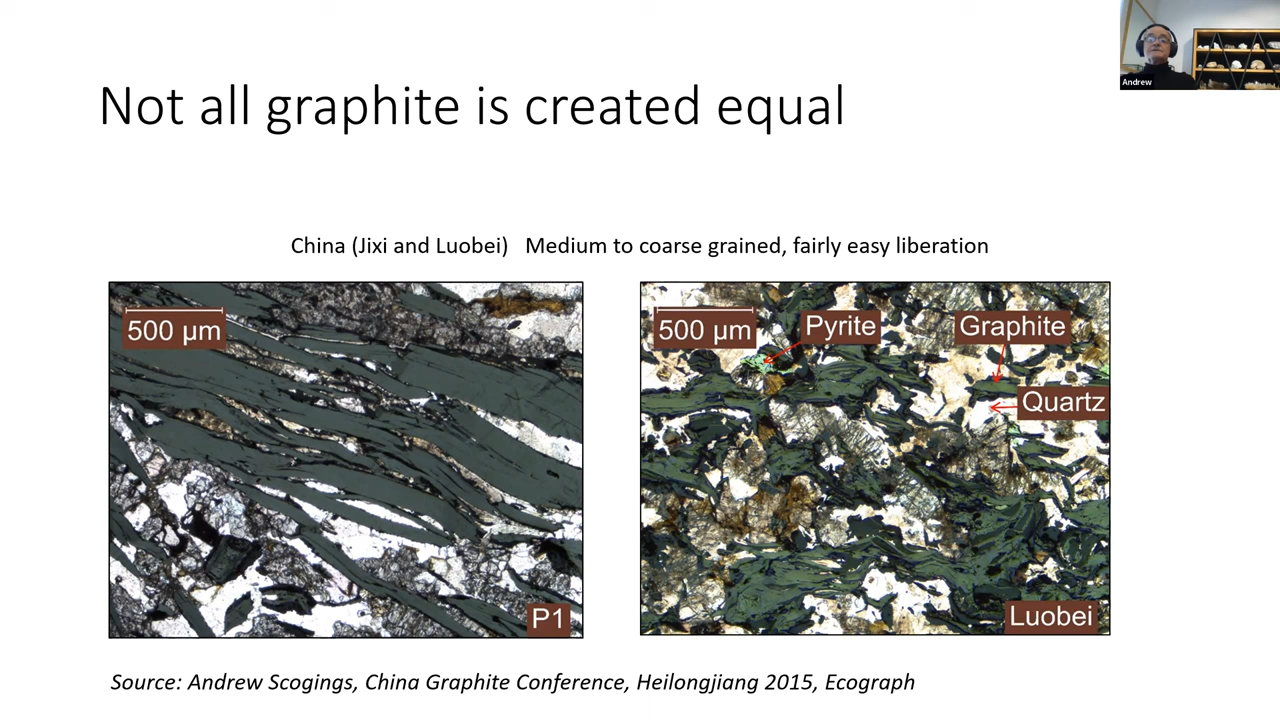 Andrew
Not all graphite is created equal
China (Jixi and Luobei) Medium to coarse grained, fairly easy liberation
500 µm
P1
500 µm
Pyrite
Graphite
Quartz
Luobei
Source: Andrew Scogings, China Graphite Conference, Heilongjiang 2015, Ecograph